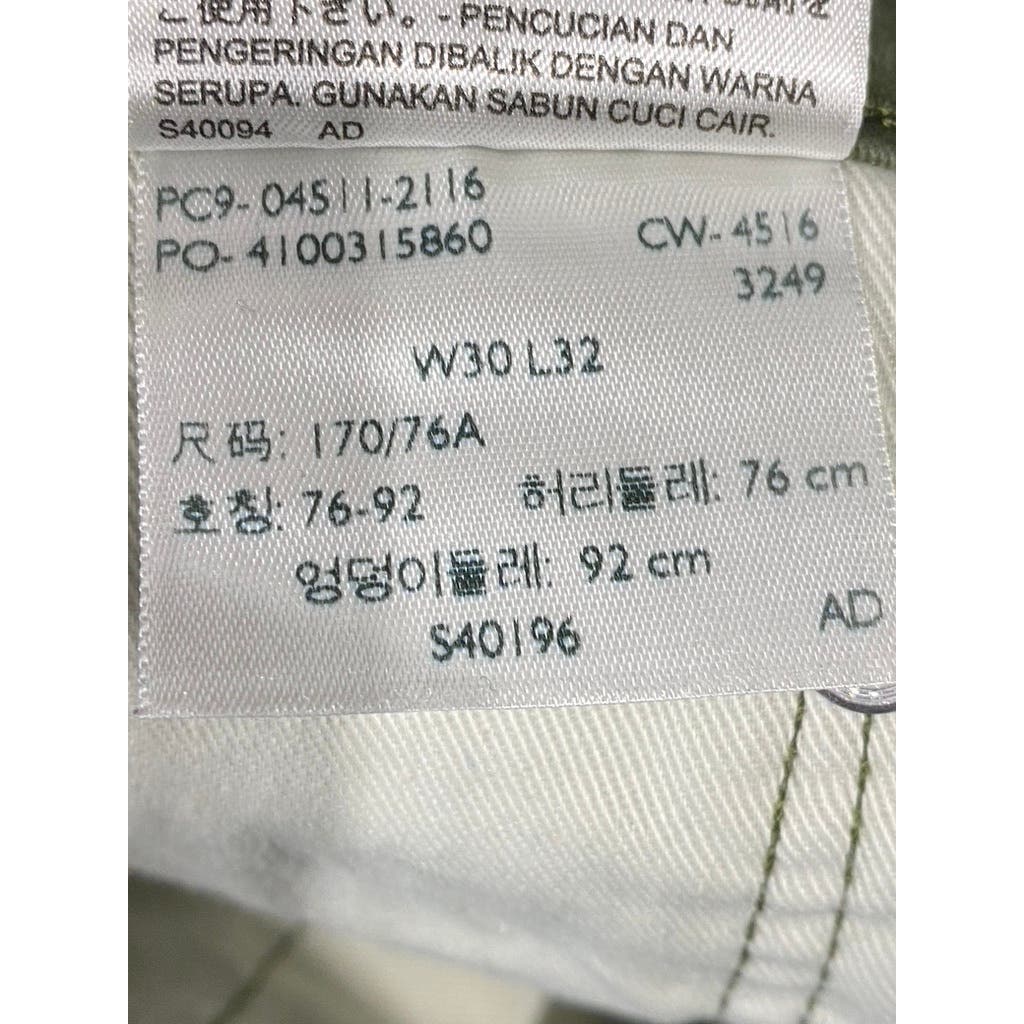 ご使用下さい。- PENCUCIAN DAN
PENGERINGAN DIBALIK DENGAN WARNA
SERUPA. GUNAKAN SABUN CUCI CAIR.
S40094 AD
PC9-04511-2116
PO-4100315860
CW-4516
3249
W30 L32
尺码: 170/76A
호칭: 76-92 허리둘레: 76 cm
엉덩이둘레: 92 cm
S40196
AD